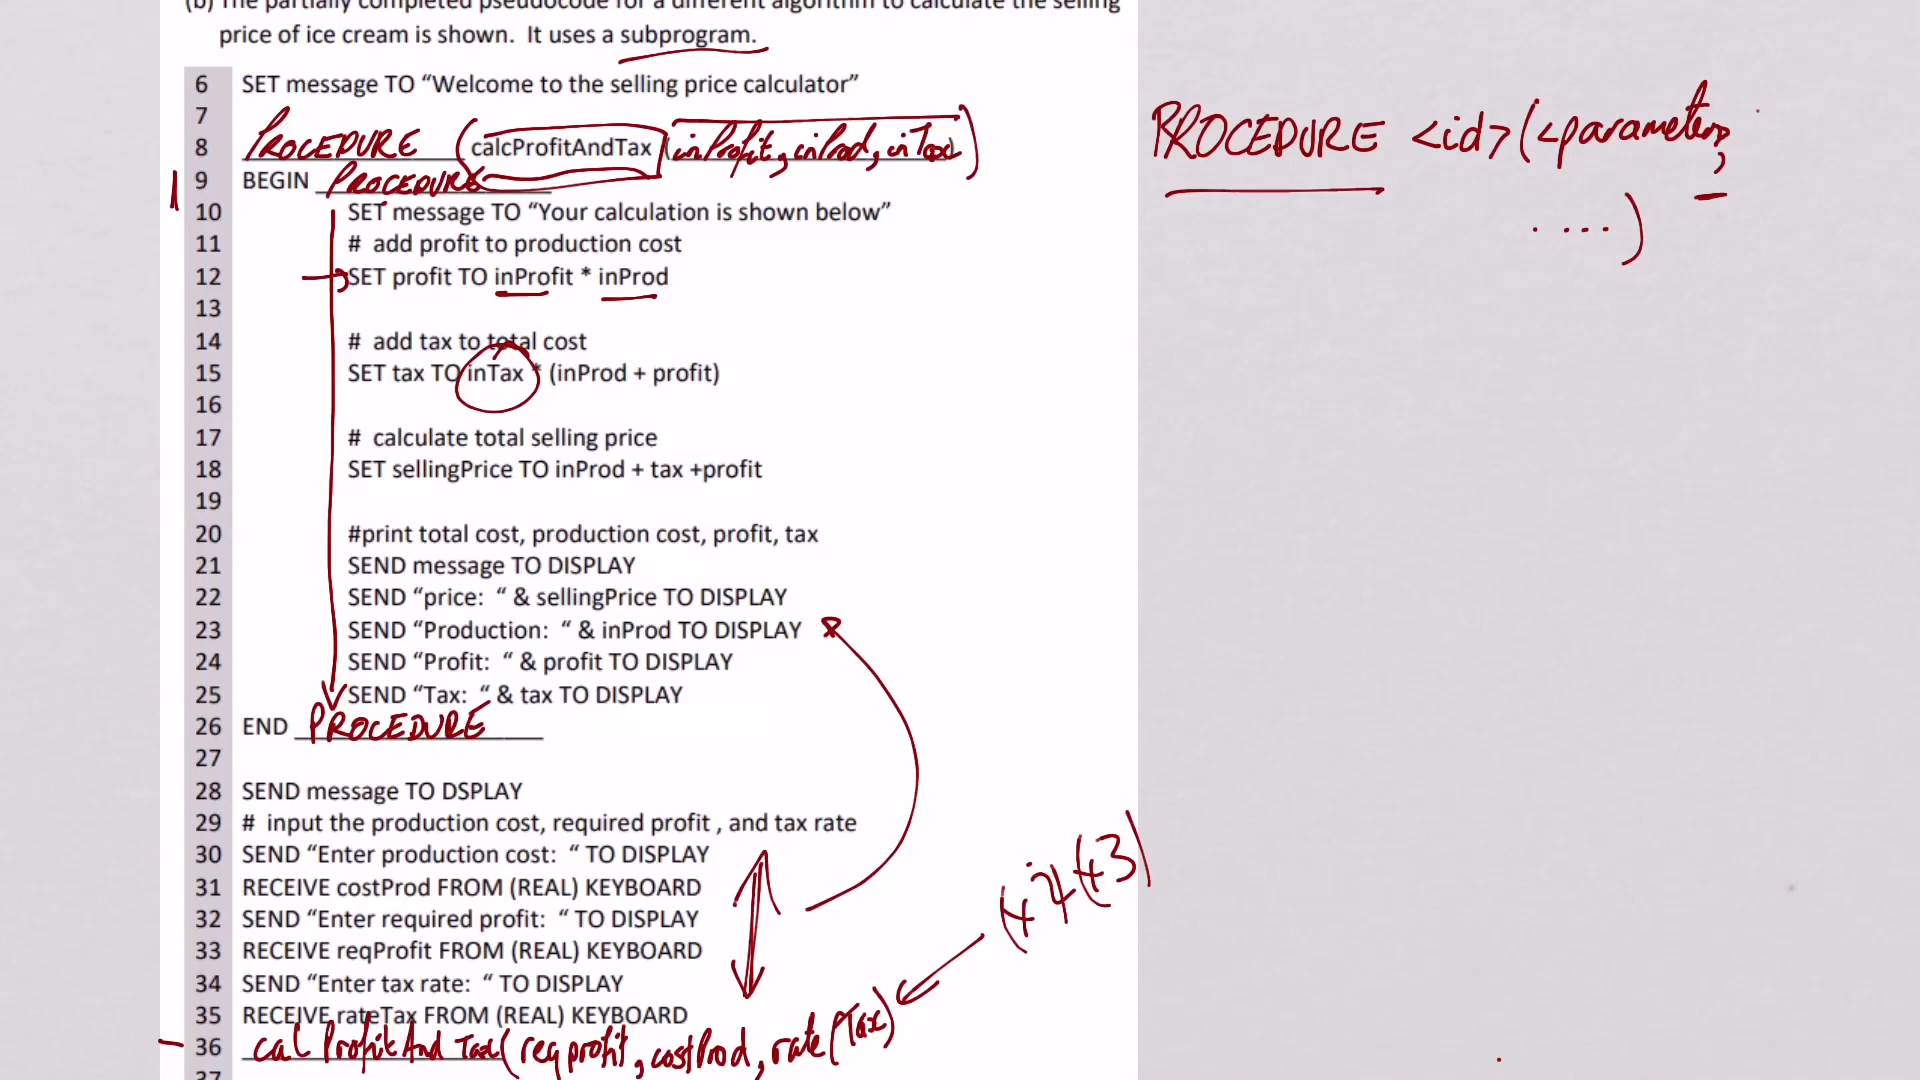 (b) The partially completed pseudocode for a different algorithm to calculate the selling
price of ice cream is shown. It uses a subprogram.
6 SET message TO “Welcome to the selling price calculator”
7
8 PROCEDURE calcProfitAndTax (inProfit, inProd, inTax)
9 BEGIN PROCEDURE
10 SET message TO “Your calculation is shown below”
11 # add profit to production cost
12 SET profit TO inProfit * inProd
13
14 # add tax to total cost
15 SET tax TO inTax * (inProd + profit)
16
17 # calculate total selling price
18 SET sellingPrice TO inProd + tax +profit
19
20 #print total cost, production cost, profit, tax
21 SEND message TO DISPLAY
22 SEND “price: “ & sellingPrice TO DISPLAY
23 SEND “Production: “ & inProd TO DISPLAY
24 SEND “Profit: “ & profit TO DISPLAY
25 SEND “Tax: “ & tax TO DISPLAY
26 END PROCEDURE
27
28 SEND message TO DSPLAY
29 # input the production cost, required profit , and tax rate
30 SEND “Enter production cost: “ TO DISPLAY
31 RECEIVE costProd FROM (REAL) KEYBOARD
32 SEND “Enter required profit: “ TO DISPLAY
33 RECEIVE reqProfit FROM (REAL) KEYBOARD
34 SEND “Enter tax rate: “ TO DISPLAY
35 RECEIVE rateTax FROM (REAL) KEYBOARD
36 calProfitAndTax(reqprofit, costProd, rate(Tax)
37
PROCEDURE <id>(<parameter>,
....)